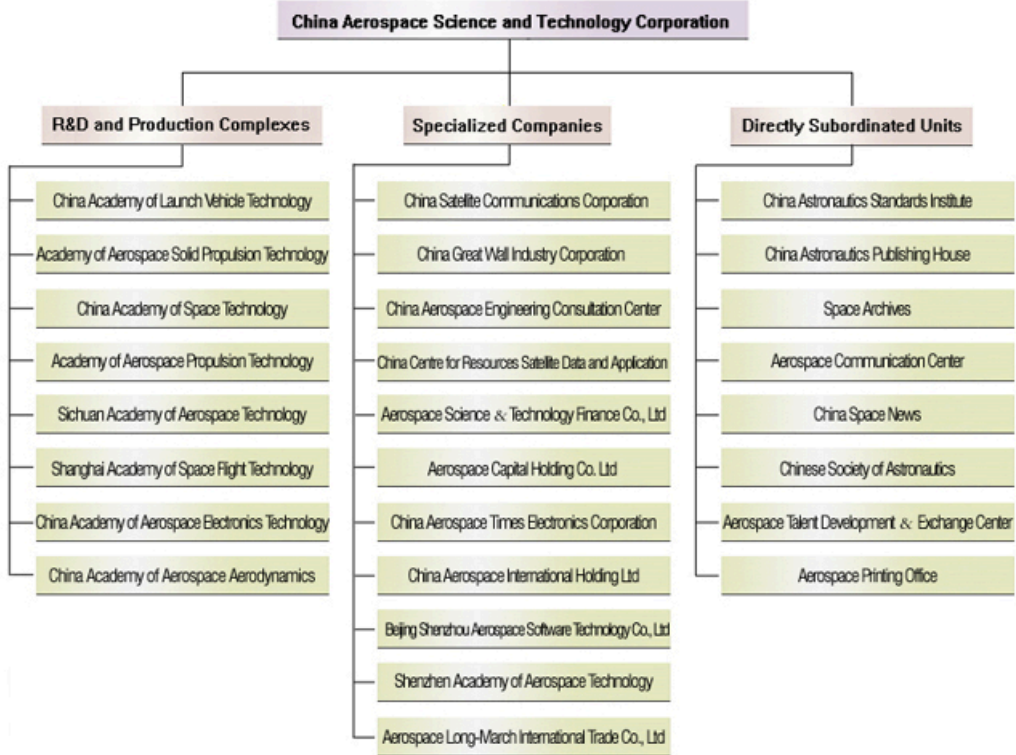 China Aerospace Science and Technology Corporation
R&D and Production Complexes
China Academy of Launch Vehicle Technology
Academy of Aerospace Solid Propulsion Technology
China Academy of Space Technology
Academy of Aerospace Propulsion Technology
Sichuan Academy of Aerospace Technology
Shanghai Academy of Space Flight Technology
China Academy of Aerospace Electronics Technology
China Academy of Aerospace Aerodynamics
Specialized Companies
China Satellite Communications Corporation
China Great Wall Industry Corporation
China Aerospace Engineering Consultation Center
China Centre for Resources Satellite Data and Application
Aerospace Science & Technology Finance Co., Ltd
Aerospace Capital Holding Co. Ltd
China Aerospace Times Electronics Corporation
China Aerospace International Holding Ltd
Beijing Shenzhou Aerospace Software Technology Co., Ltd
Shenzhen Academy of Aerospace Technology
Aerospace Long-March International Trade Co., Ltd
Directly Subordinated Units
China Astronautics Standards Institute
China Astronautics Publishing House
Space Archives
Aerospace Communication Center
China Space News
Chinese Society of Astronautics
Aerospace Talent Development & Exchange Center
Aerospace Printing Office